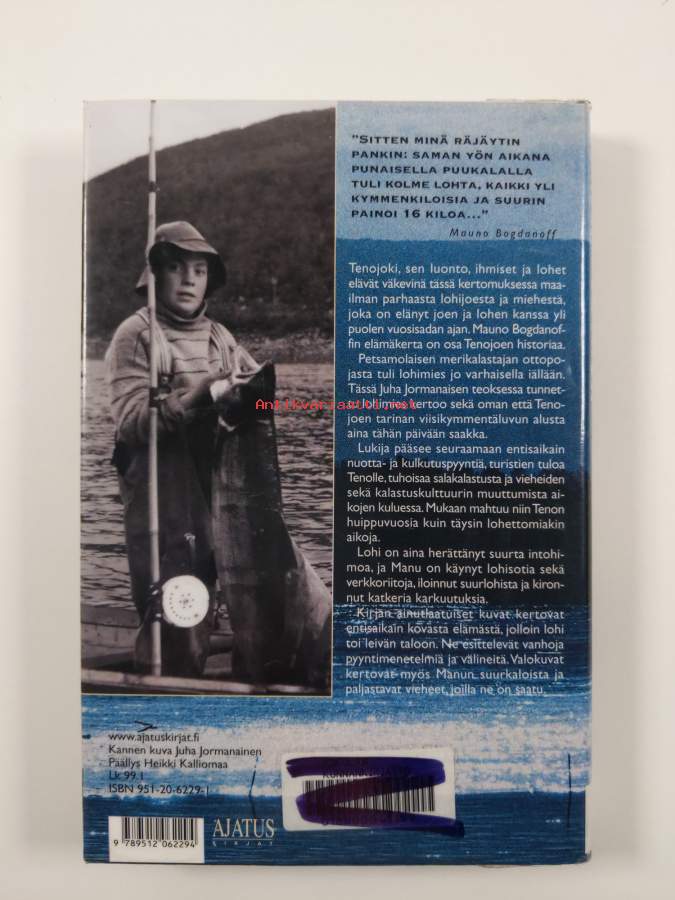 "SITTEN MINÄ RÄJÄYTIN
PANKIN: SAMAN YÖN AIKANA
PUNAISELLA PUUKALALLA
TULI KOLME LOHTA, KAIKKI YLI
KYMMENKILOISIA JA SUURIN
PAINOI 16 KILOA..."
Mauno Bogdanoff
Tenojoki, sen luonto, ihmiset ja lohet
elävät väkevinä tässä kertomuksessa maa-
ilman parhaasta lohijoesta ja miehestä,
joka on elänyt joen ja lohen kanssa yli
puolen vuosisadan ajan. Mauno Bogdanof-
fin elämäkerta on osa Tenojoen historiaa.
Petsamolaisen merikalastajan ottopo-
jasta tuli lohimies jo varhaisella iällään.
Tässä Juha Jormanaisen teoksessa tunnet-
tu lohimies kertoo sekä oman että Teno-
joen tarinan viisikymmentäluvun alusta
aina tähän päivään saakka.
Lukija pääsee seuraamaan entisaikain
nuotta- ja kulkutuspyyntiä, turistien tuloa
Tenolle, tuhoisaa salakalastusta ja vieheiden
sekä kalastuskulttuurin muuttumista ai-
kojen kuluessa. Mukaan mahtuu niin Tenon
huippuvuosia kuin täysin lohettomiakin
aikoja.
Lohi on aina herättänyt suurta intohi-
moa, ja Manu on käynyt lohisotia sekä
verkkoriitoja, iloinnut suurlohista ja kiron-
nut katkeria karkuutuksia.
Kirjan ainutlaatuiset kuvat kertovat
entisaikain kovasta elämästä, jolloin lohi
toi leivän taloon. Ne esittelevät vanhoja
pyyntimenetelmiä ja välineitä. Valokuvat
kertovat myös Manun suurkaloista ja
paljastavat vieheet, joilla ne on saatu.
Antikvariaatti.net
www.ajatuskirjat.fi
Kannen kuva Juha Jormanainen
Päällys Heikki Kalliomaa
Lk 99.1
ISBN 951-20-6229-1
9 789512 062294
AJATUS
KIRJAT